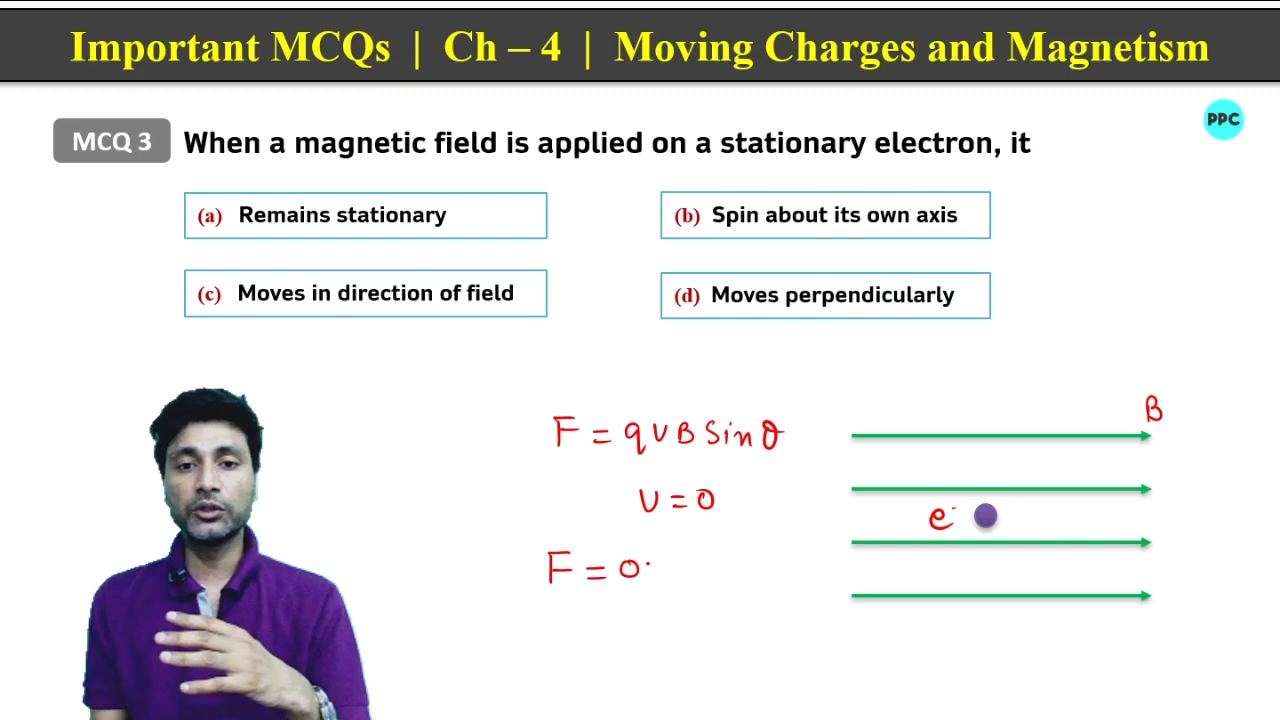 Important MCQs | Ch – 4 | Moving Charges and Magnetism
PPC
MCQ 3 When a magnetic field is applied on a stationary electron, it
(a) Remains stationary
(b) Spin about its own axis
(c) Moves in direction of field
(d) Moves perpendicularly
B
F = qvB Sinθ
v = 0
e⁻
F = 0